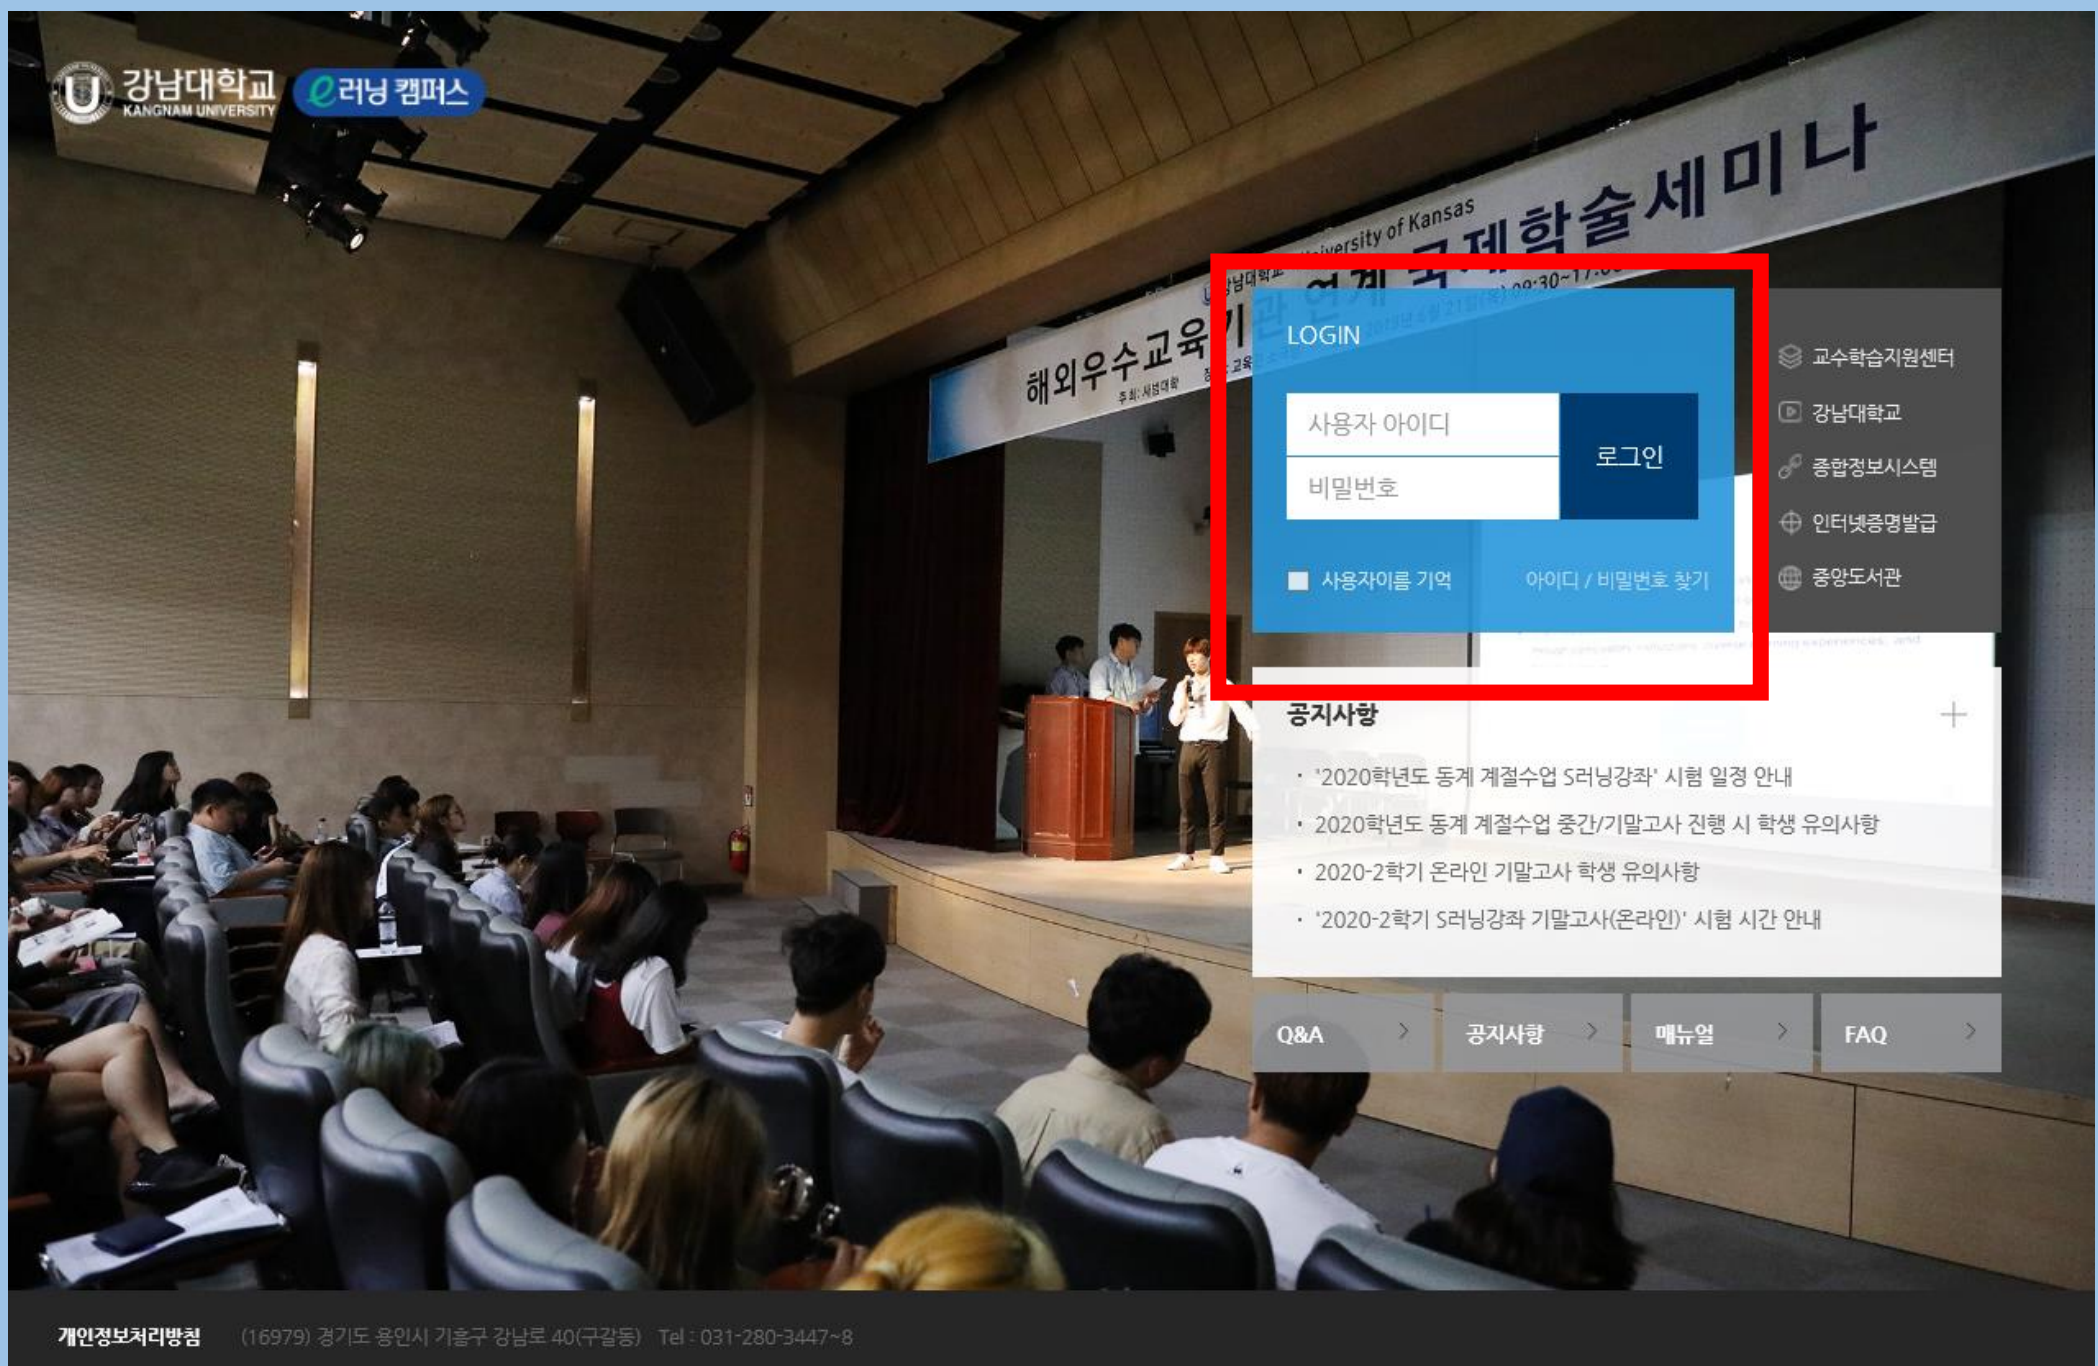 강남대학교
KANGNAM UNIVERSITY
e러닝 캠퍼스
University of Kansas
해외우수교육기관 연계 국제학술세미나
주최: 사범대학
09:30~17:00
LOGIN
사용자 아이디
비밀번호
로그인
사용자이름 기억
아이디 / 비밀번호 찾기
교수학습지원센터
강남대학교
종합정보시스템
인터넷증명발급
중앙도서관
공지사항
· '2020학년도 동계 계절수업 S러닝강좌' 시험 일정 안내
· 2020학년도 동계 계절수업 중간/기말고사 진행 시 학생 유의사항
· 2020-2학기 온라인 기말고사 학생 유의사항
· '2020-2학기 S러닝강좌 기말고사(온라인)' 시험 시간 안내
Q&A
공지사항
매뉴얼
FAQ
개인정보처리방침 (16979) 경기도 용인시 기흥구 강남로 40(구갈동) Tel : 031-280-3447~8